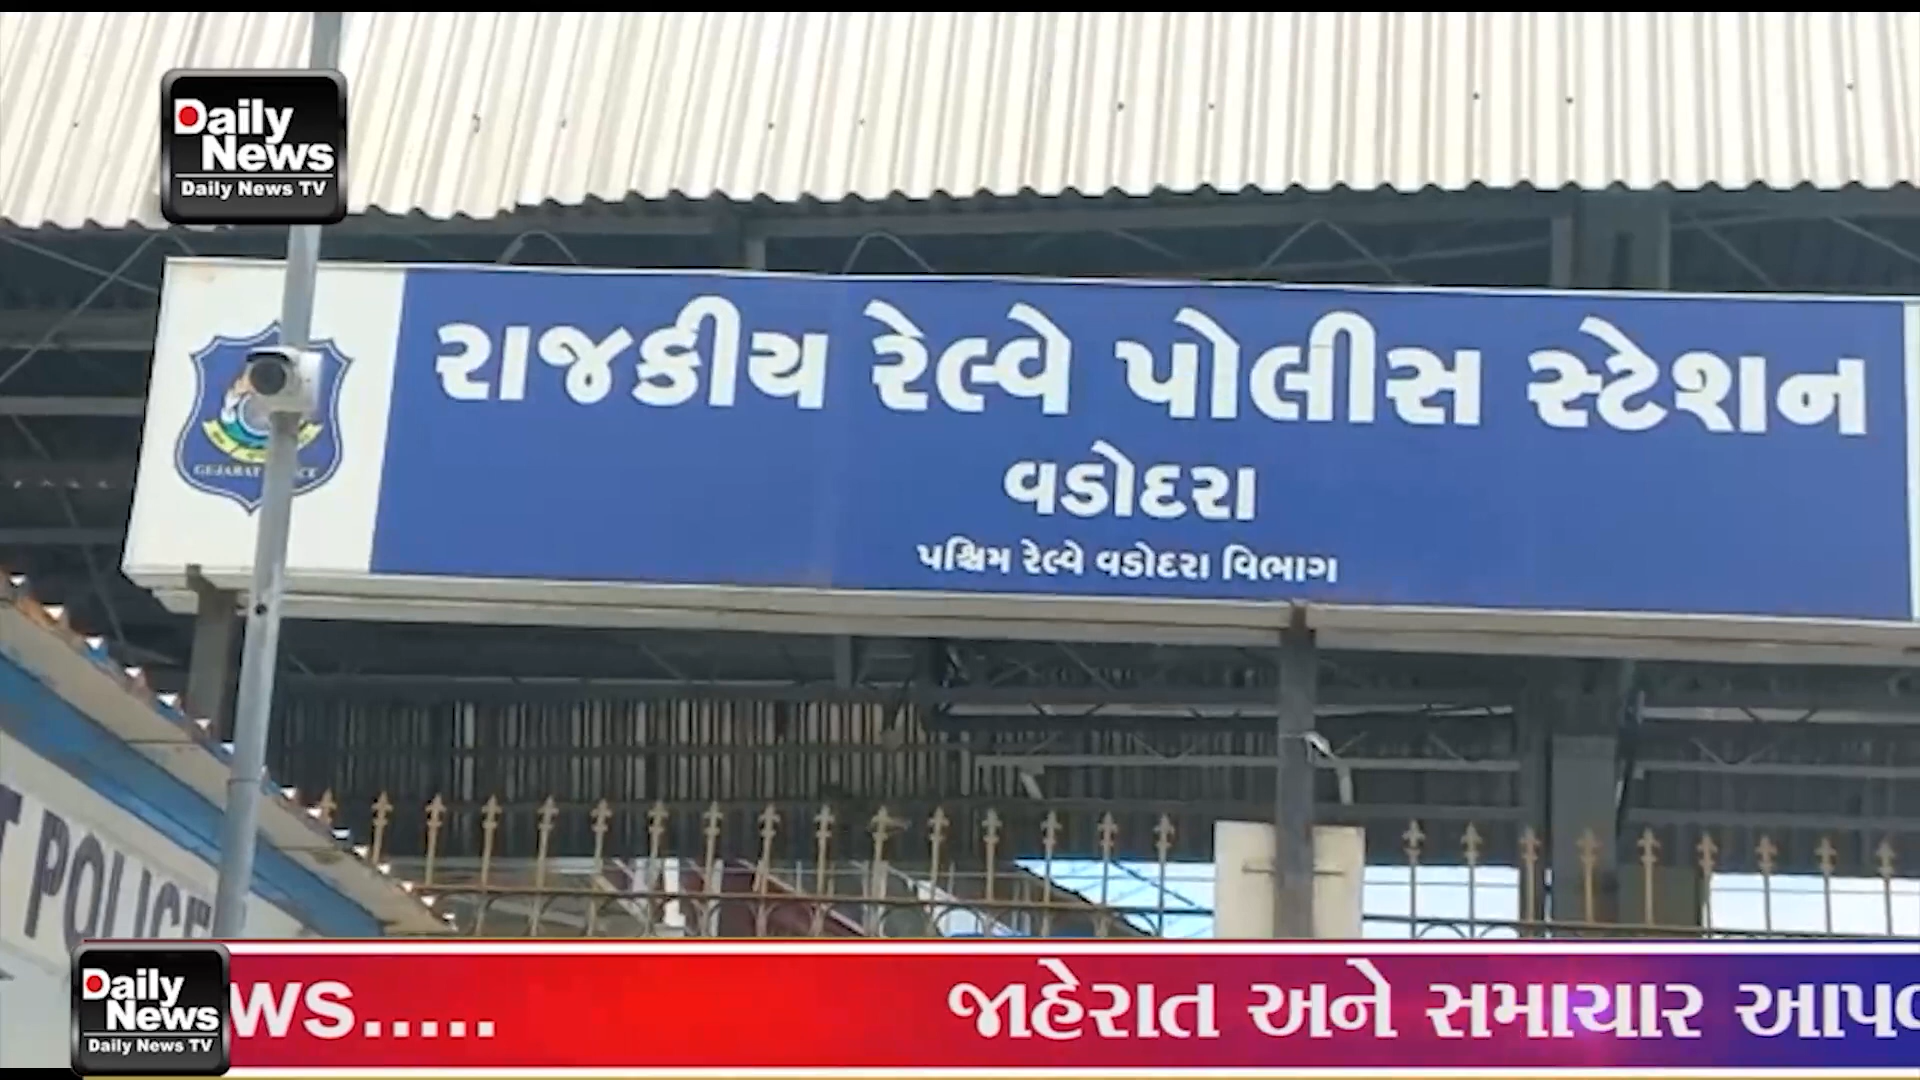 Daily
News
Daily News TV
રાજકીય રેલ્વે પોલીસ સ્ટેશન
વડોદરા
પશ્ચિમ રેલ્વે વડોદરા વિભાગ
GUJARAT
POLICE
Daily
News
Daily News TV
ws..... જાહેરાત અને સમાચાર